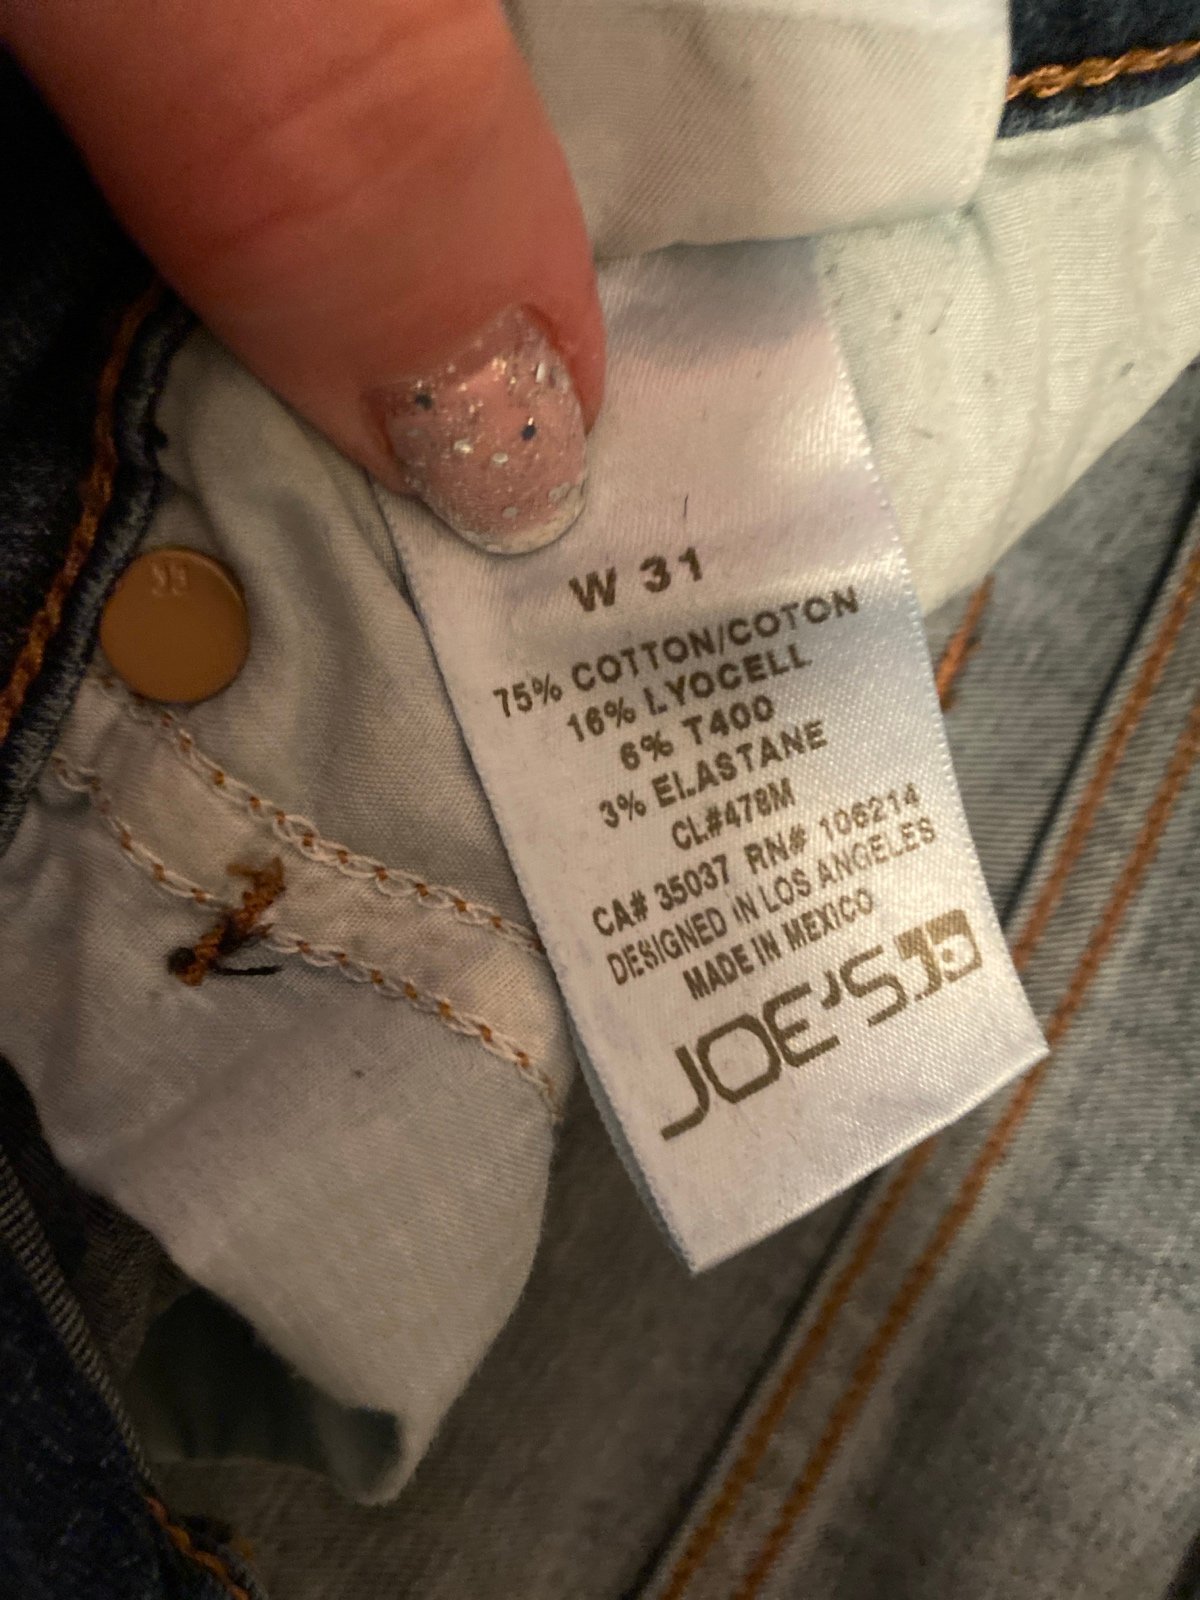 W 31
75% COTTON/COTON
16% LYOCELL
6% T400
3% ELASTANE
CL#478M
CA# 35037 RN# 106214
DESIGNED IN LOS ANGELES
MADE IN MEXICO
JOE'S